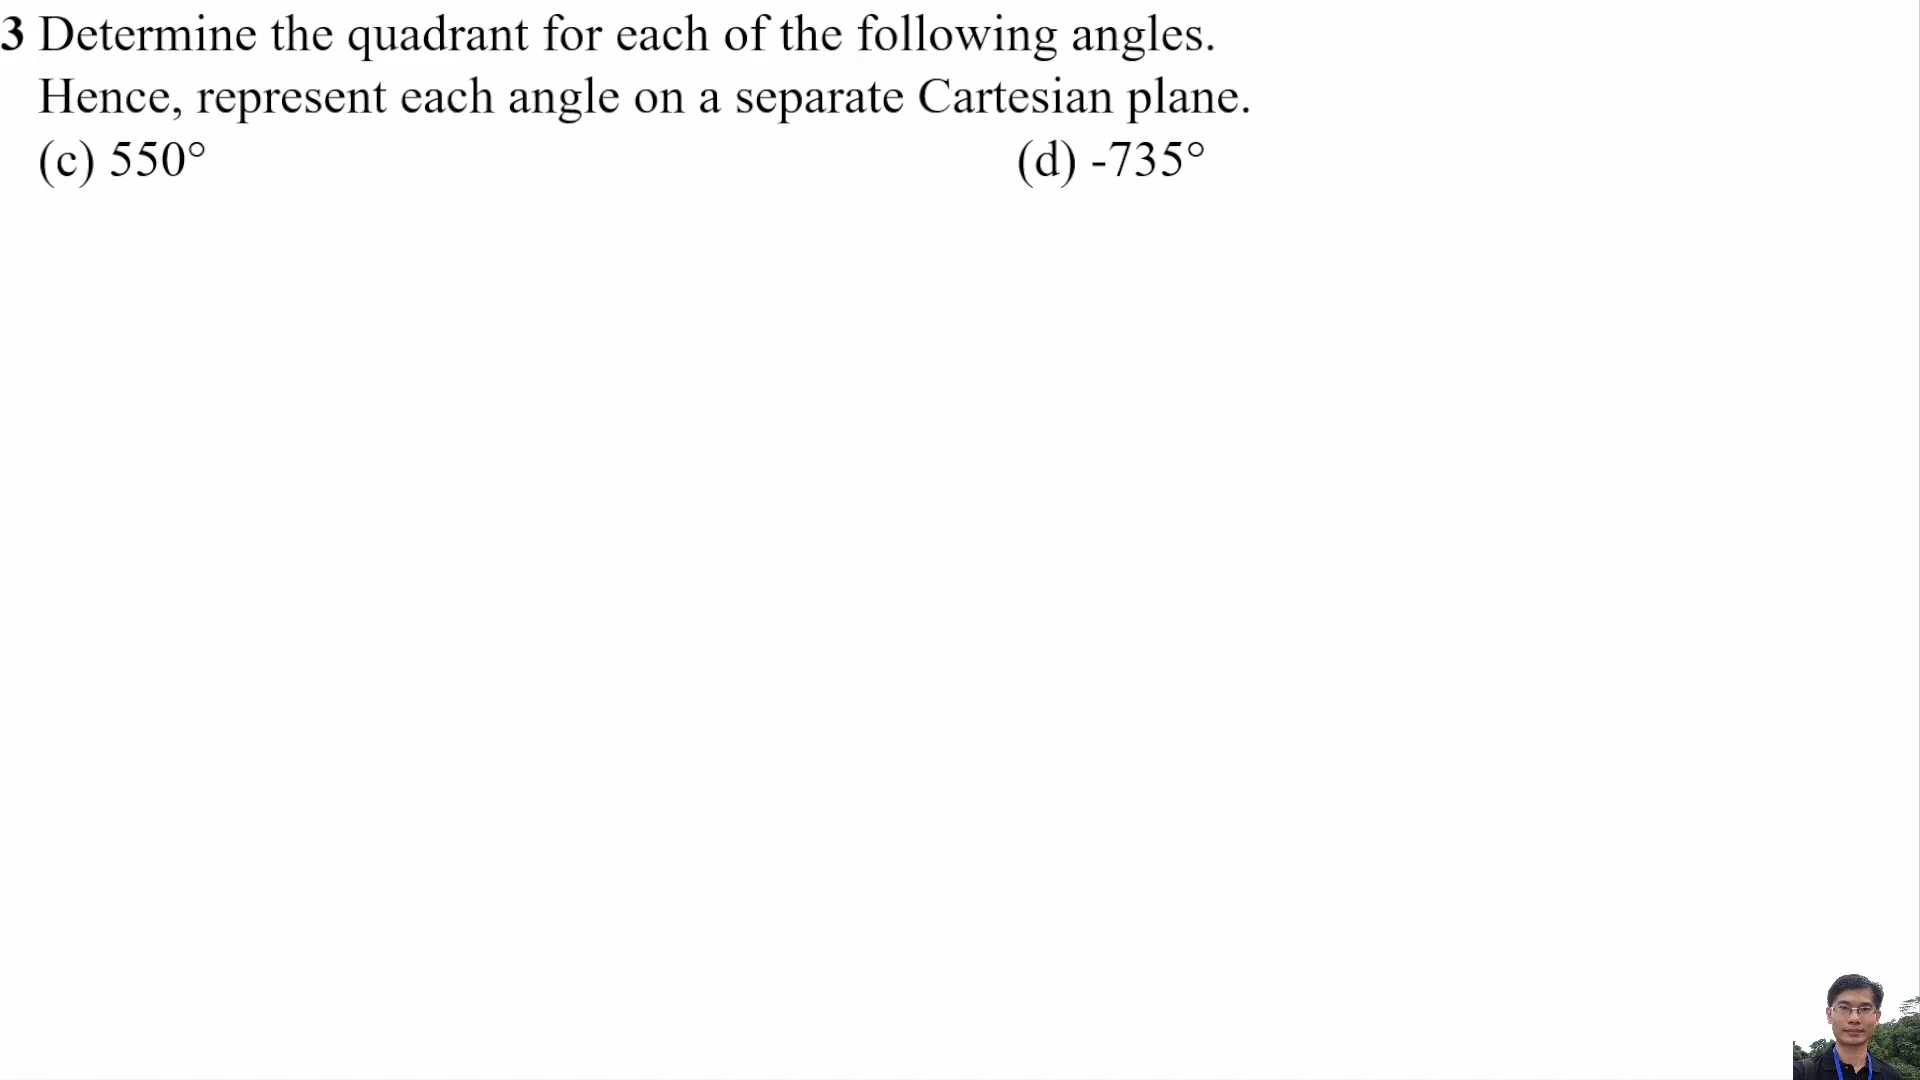 3 Determine the quadrant for each of the following angles.
Hence, represent each angle on a separate Cartesian plane.
(c) 550° (d) -735°